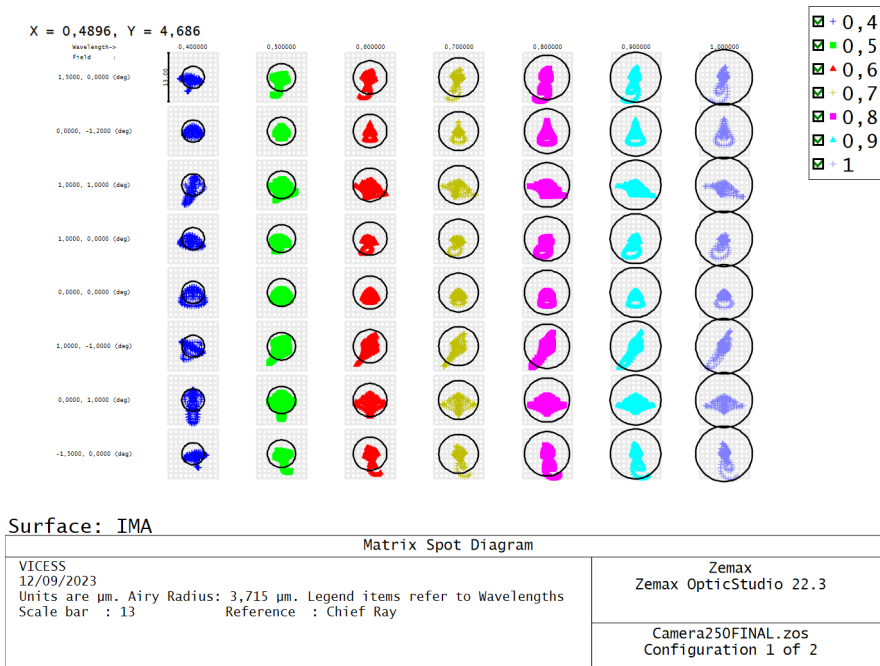 X = 0,4896, Y = 4,686
Wavelength->
Field :
0,400000 0,500000 0,600000 0,700000 0,800000 0,900000 1,000000
13.00
1,5000, 0,0000 (deg)
0,0000, -1,2000 (deg)
1,0000, 1,0000 (deg)
1,0000, 0,0000 (deg)
0,0000, 0,0000 (deg)
1,0000, -1,0000 (deg)
0,0000, 1,0000 (deg)
-1,5000, 0,0000 (deg)
0,4
0,5
0,6
0,7
0,8
0,9
1
Surface: IMA
Matrix Spot Diagram
VICESS
12/09/2023
Units are µm. Airy Radius: 3,715 µm. Legend items refer to Wavelengths
Scale bar : 13 Reference : Chief Ray
Zemax
Zemax OpticStudio 22.3
Camera250FINAL.zos
Configuration 1 of 2